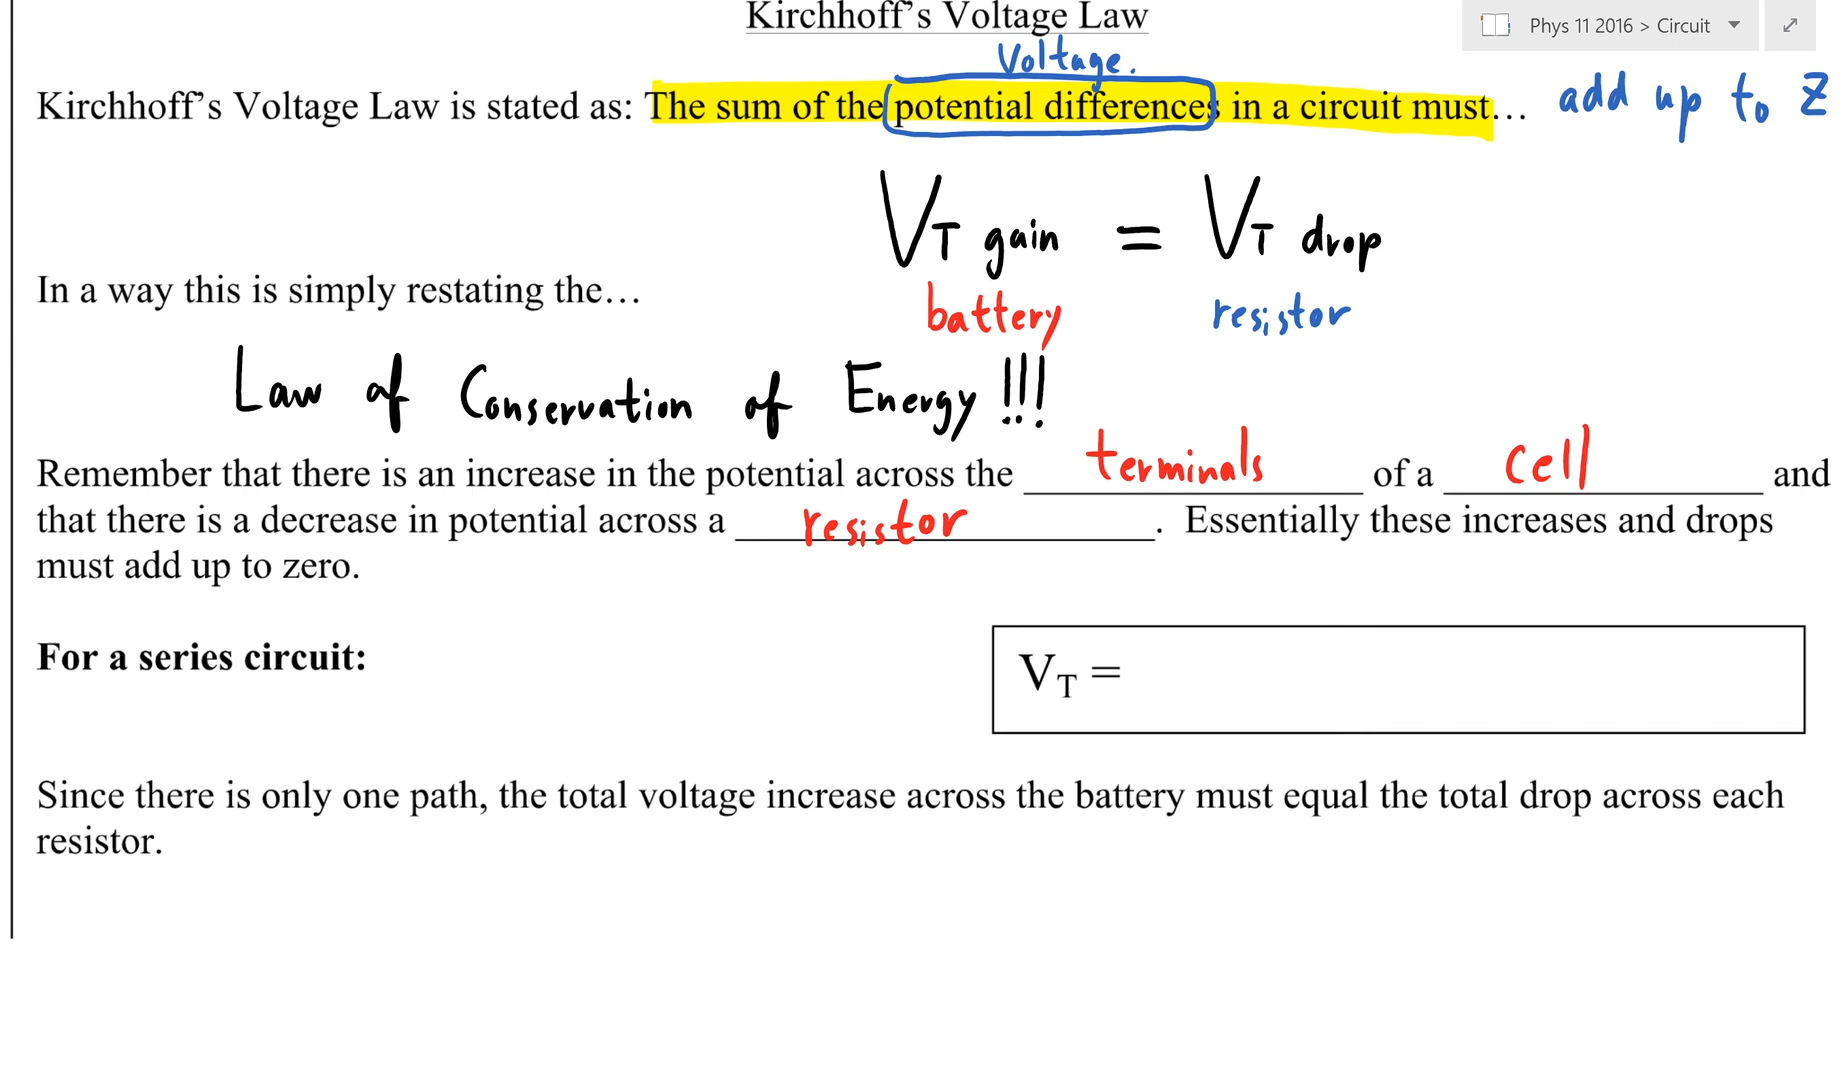 Kirchhoff’s Voltage Law
Phys 11 2016 > Circuit
Voltage.
Kirchhoff’s Voltage Law is stated as: The sum of the potential differences in a circuit must… add up to Z
V_T gain = V_T drop
In a way this is simply restating the…
battery resistor
Law of Conservation of Energy !!!
Remember that there is an increase in the potential across the terminals of a cell and
that there is a decrease in potential across a resistor. Essentially these increases and drops
must add up to zero.
For a series circuit:
V_T =
Since there is only one path, the total voltage increase across the battery must equal the total drop across each
resistor.